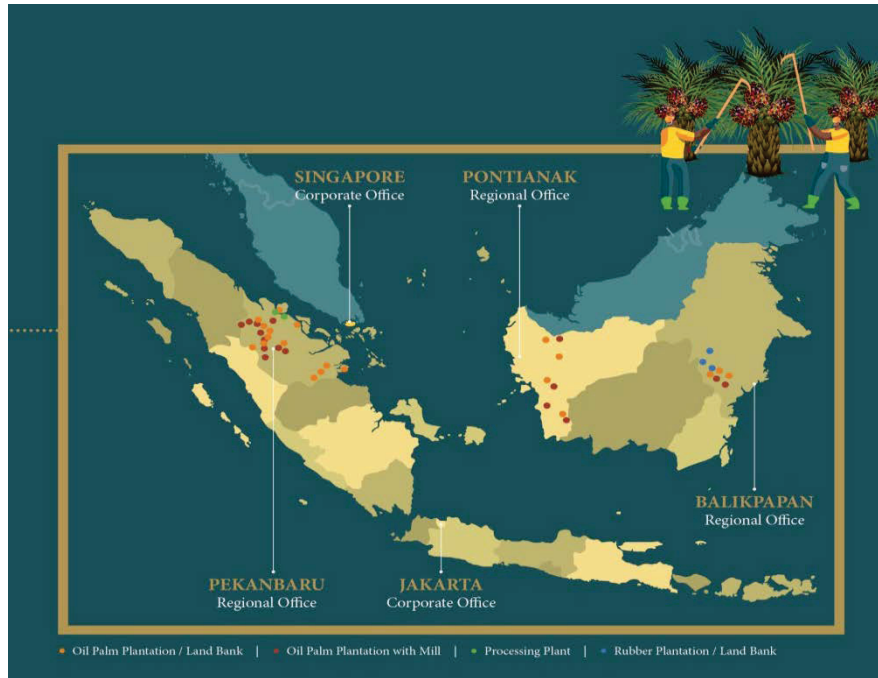 SINGAPORE
Corporate Office
PONTIANAK
Regional Office
BALIKPAPAN
Regional Office
PEKANBARU
Regional Office
JAKARTA
Corporate Office
Oil Palm Plantation / Land Bank | Oil Palm Plantation with Mill | Processing Plant | Rubber Plantation / Land Bank